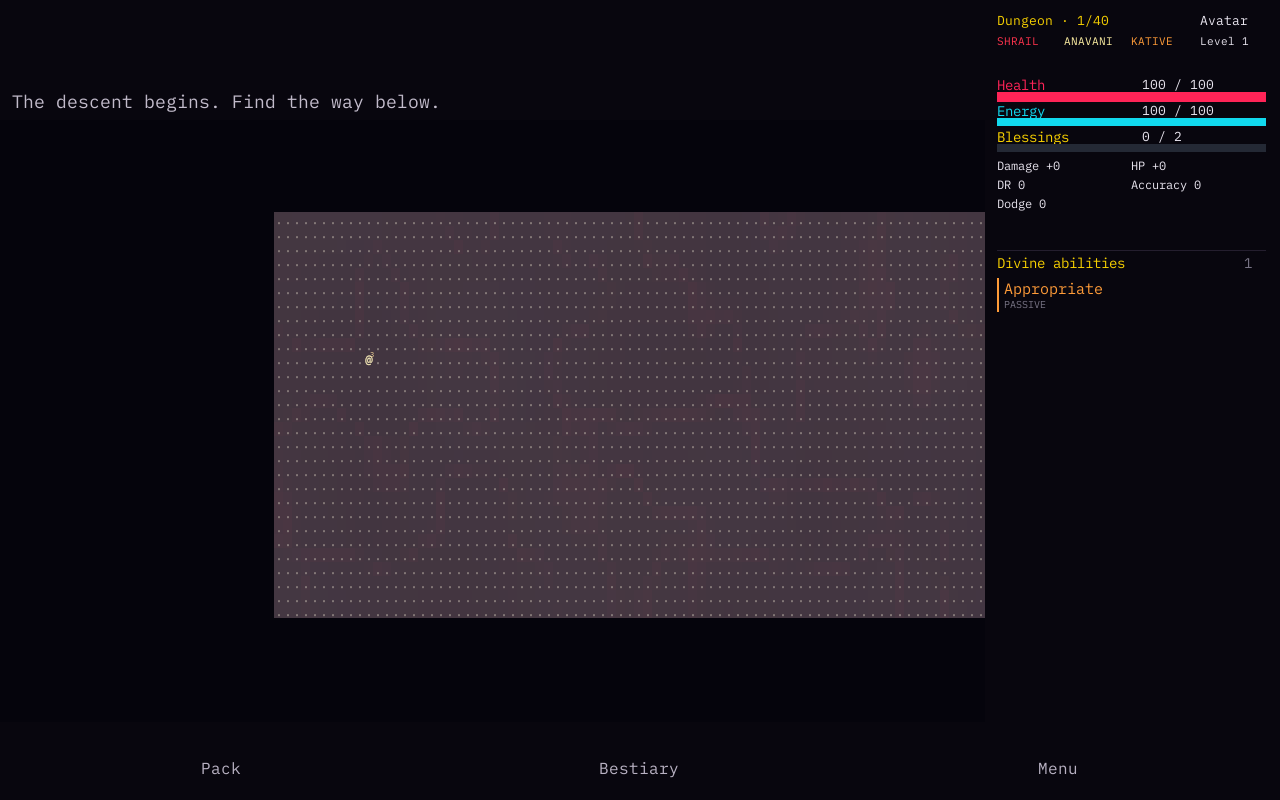 Dungeon · 1/40 Avatar
SHRAIL ANAVANI KATIVE Level 1
Health 100 / 100
The descent begins. Find the way below.
Energy 100 / 100
Blessings 0 / 2
Damage +0 HP +0
DR 0 Accuracy 0
Dodge 0
Divine abilities 1
Appropriate
PASSIVE
@
Pack Bestiary Menu